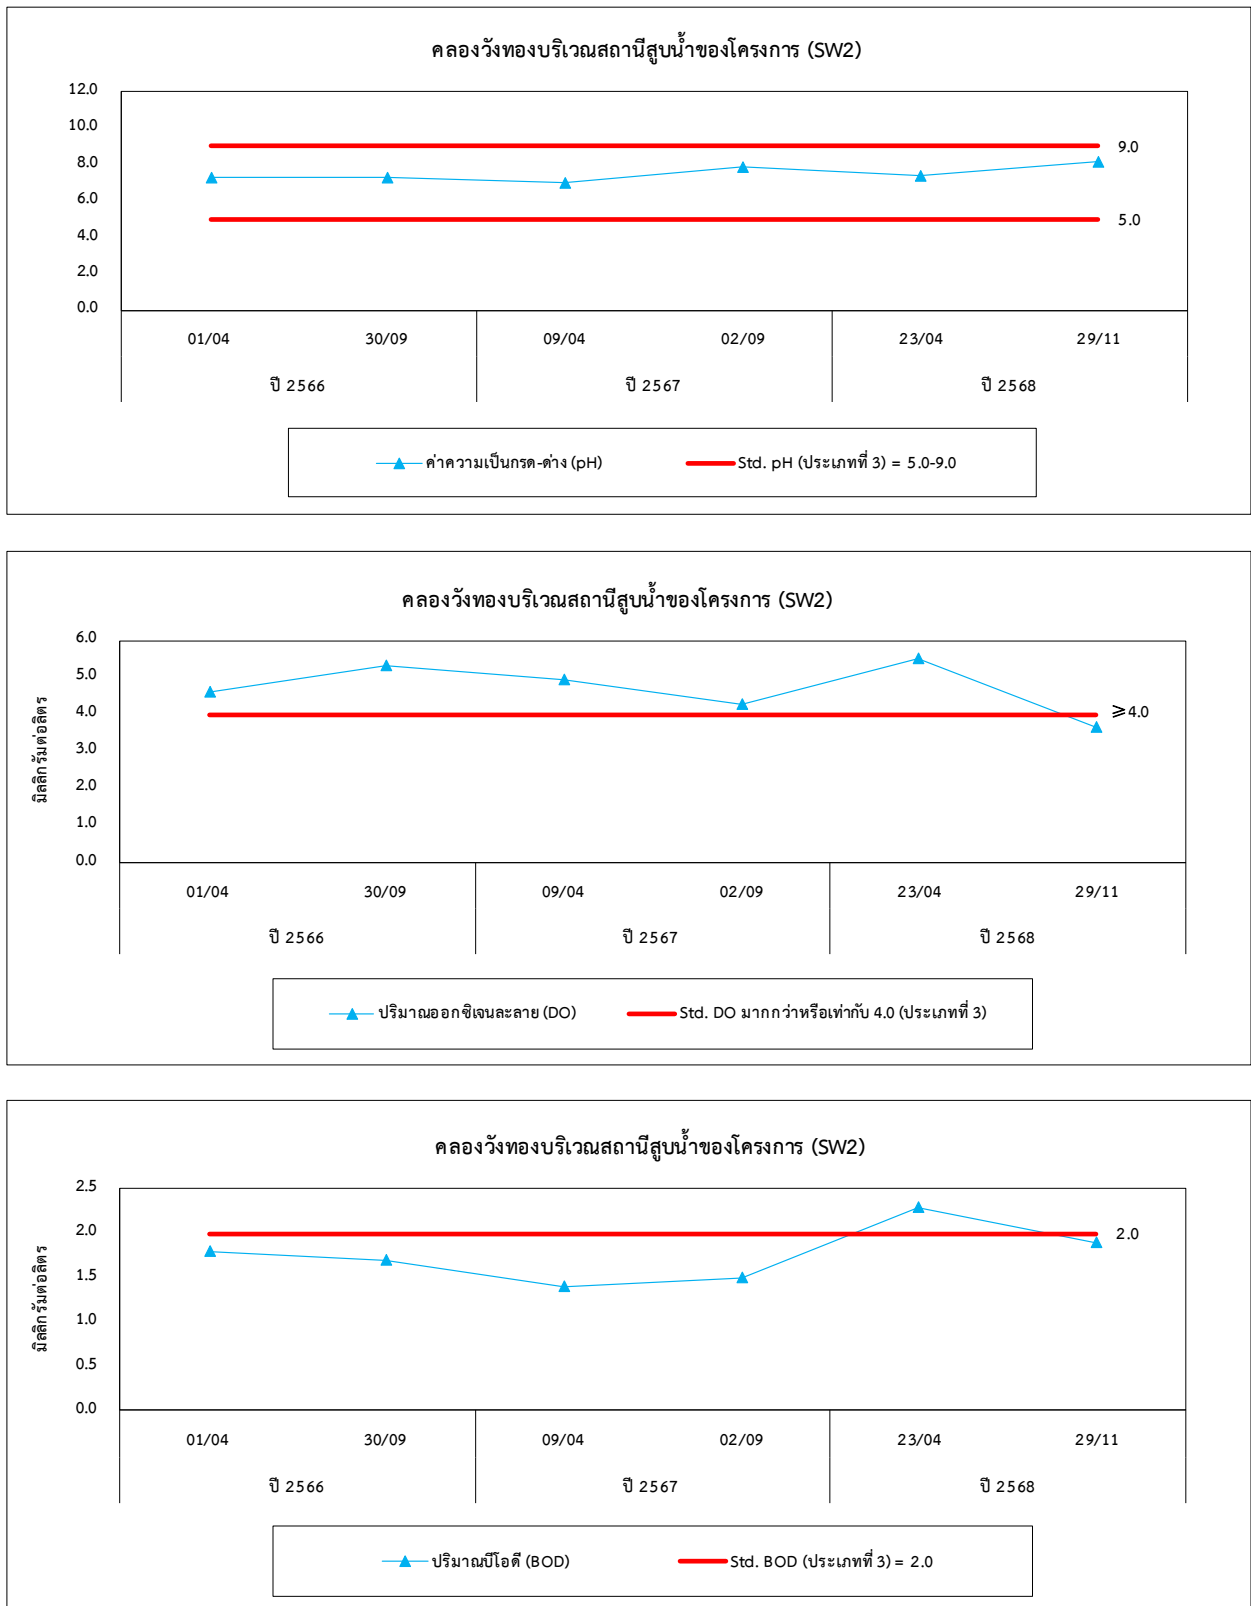 คลองวังทองบริเวณสถานีสูบน้ำของโครงการ (SW2)
12.0
10.0
8.0
6.0
4.0
2.0
0.0
9.0
5.0
01/04 30/09 09/04 02/09 23/04 29/11
ปี 2566 ปี 2567 ปี 2568
ค่าความเป็นกรด-ด่าง (pH) Std. pH (ประเภทที่ 3) = 5.0-9.0
คลองวังทองบริเวณสถานีสูบน้ำของโครงการ (SW2)
มิลลิกรัมต่อลิตร
6.0
5.0
4.0
3.0
2.0
1.0
0.0
≥4.0
01/04 30/09 09/04 02/09 23/04 29/11
ปี 2566 ปี 2567 ปี 2568
ปริมาณออกซิเจนละลาย (DO) Std. DO มากกว่าหรือเท่ากับ 4.0 (ประเภทที่ 3)
คลองวังทองบริเวณสถานีสูบน้ำของโครงการ (SW2)
มิลลิกรัมต่อลิตร
2.5
2.0
1.5
1.0
0.5
0.0
2.0
01/04 30/09 09/04 02/09 23/04 29/11
ปี 2566 ปี 2567 ปี 2568
ปริมาณบีโอดี (BOD) Std. BOD (ประเภทที่ 3) = 2.0